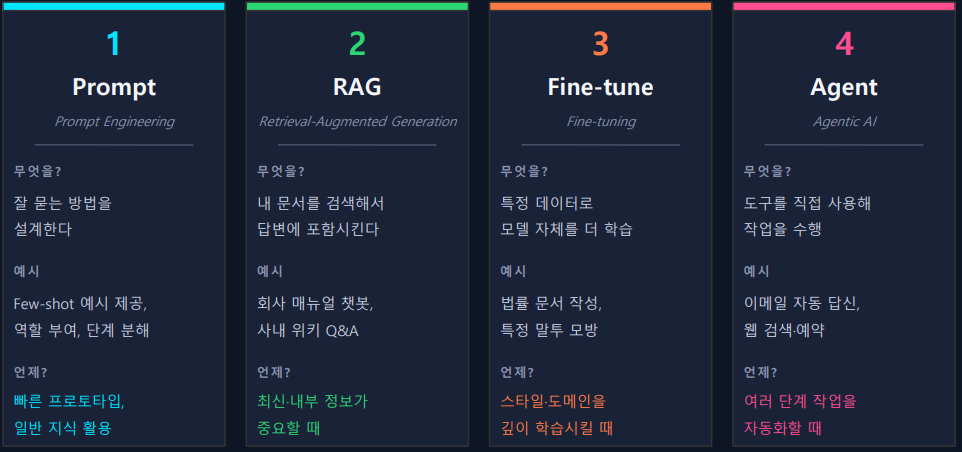 1
Prompt
Prompt Engineering
무엇을?
잘 묻는 방법을
설계한다
예시
Few-shot 예시 제공,
역할 부여, 단계 분해
언제?
빠른 프로토타입,
일반 지식 활용
2
RAG
Retrieval-Augmented Generation
무엇을?
내 문서를 검색해서
답변에 포함시킨다
예시
회사 매뉴얼 챗봇,
사내 위키 Q&A
언제?
최신·내부 정보가
중요할 때
3
Fine-tune
Fine-tuning
무엇을?
특정 데이터로
모델 자체를 더 학습
예시
법률 문서 작성,
특정 말투 모방
언제?
스타일·도메인을
깊이 학습시킬 때
4
Agent
Agentic AI
무엇을?
도구를 직접 사용해
작업을 수행
예시
이메일 자동 답신,
웹 검색·예약
언제?
여러 단계 작업을
자동화할 때